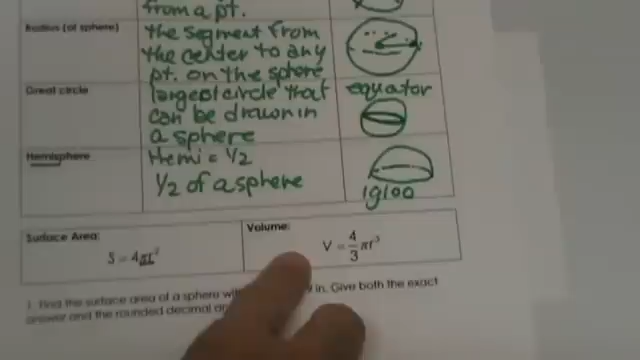 from a pt.
Radius (of sphere)
the segment from
the center to any
pt. on the sphere
Great circle
largest circle that
can be drawn in
a sphere
equator
Hemisphere
Hemi = 1/2
1/2 of a sphere
igloo
Surface Area:
S = 4πr²
Volume:
V = 4/3 πr³
1. Find the surface area of a sphere in. Give both the exact
answer and the rounded decimal